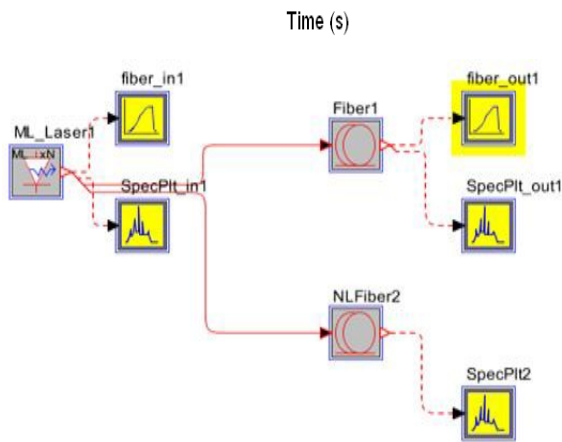 Time (s)
fiber_in1
fiber_out1
Fiber1
ML_Laser1
SpecPlt_in1
SpecPlt_out1
NLFiber2
SpecPlt2